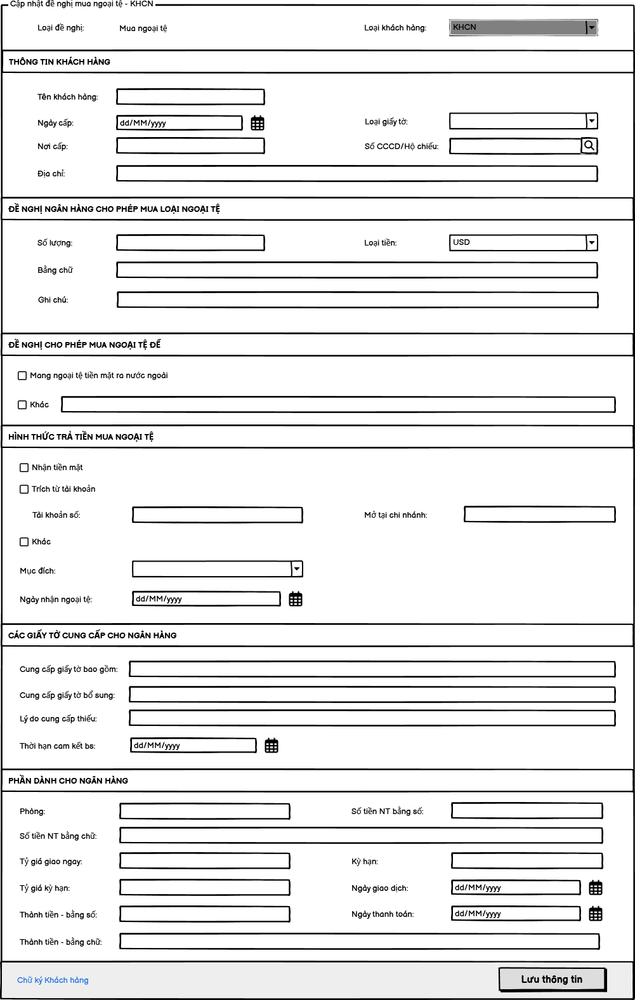 Cập nhật đề nghị mua ngoại tệ - KHCN
Loại đề nghị: Mua ngoại tệ Loại khách hàng: KHCN
THÔNG TIN KHÁCH HÀNG
Tên khách hàng:
Ngày cấp: dd/MM/yyyy Loại giấy tờ:
Nơi cấp: Số CCCD/Hộ chiếu:
Địa chỉ:
ĐỀ NGHỊ NGÂN HÀNG CHO PHÉP MUA LOẠI NGOẠI TỆ
Số lượng: Loại tiền: USD
Bằng chữ
Ghi chú:
ĐỀ NGHỊ CHO PHÉP MUA NGOẠI TỆ ĐỂ
Mang ngoại tệ tiền mặt ra nước ngoài
Khác
HÌNH THỨC TRẢ TIỀN MUA NGOẠI TỆ
Nhận tiền mặt
Trích từ tài khoản
Tài khoản số: Mở tại chi nhánh:
Khác
Mục đích:
Ngày nhận ngoại tệ: dd/MM/yyyy
CÁC GIẤY TỜ CUNG CẤP CHO NGÂN HÀNG
Cung cấp giấy tờ bao gồm:
Cung cấp giấy tờ bổ sung:
Lý do cung cấp thiếu:
Thời hạn cam kết bs: dd/MM/yyyy
PHẦN DÀNH CHO NGÂN HÀNG
Phòng: Số tiền NT bằng số:
Số tiền NT bằng chữ:
Tỷ giá giao ngay: Kỳ hạn:
Tỷ giá kỳ hạn: Ngày giao dịch: dd/MM/yyyy
Thành tiền - bằng số: Ngày thanh toán: dd/MM/yyyy
Thành tiền - bằng chữ:
Chữ ký Khách hàng Lưu thông tin